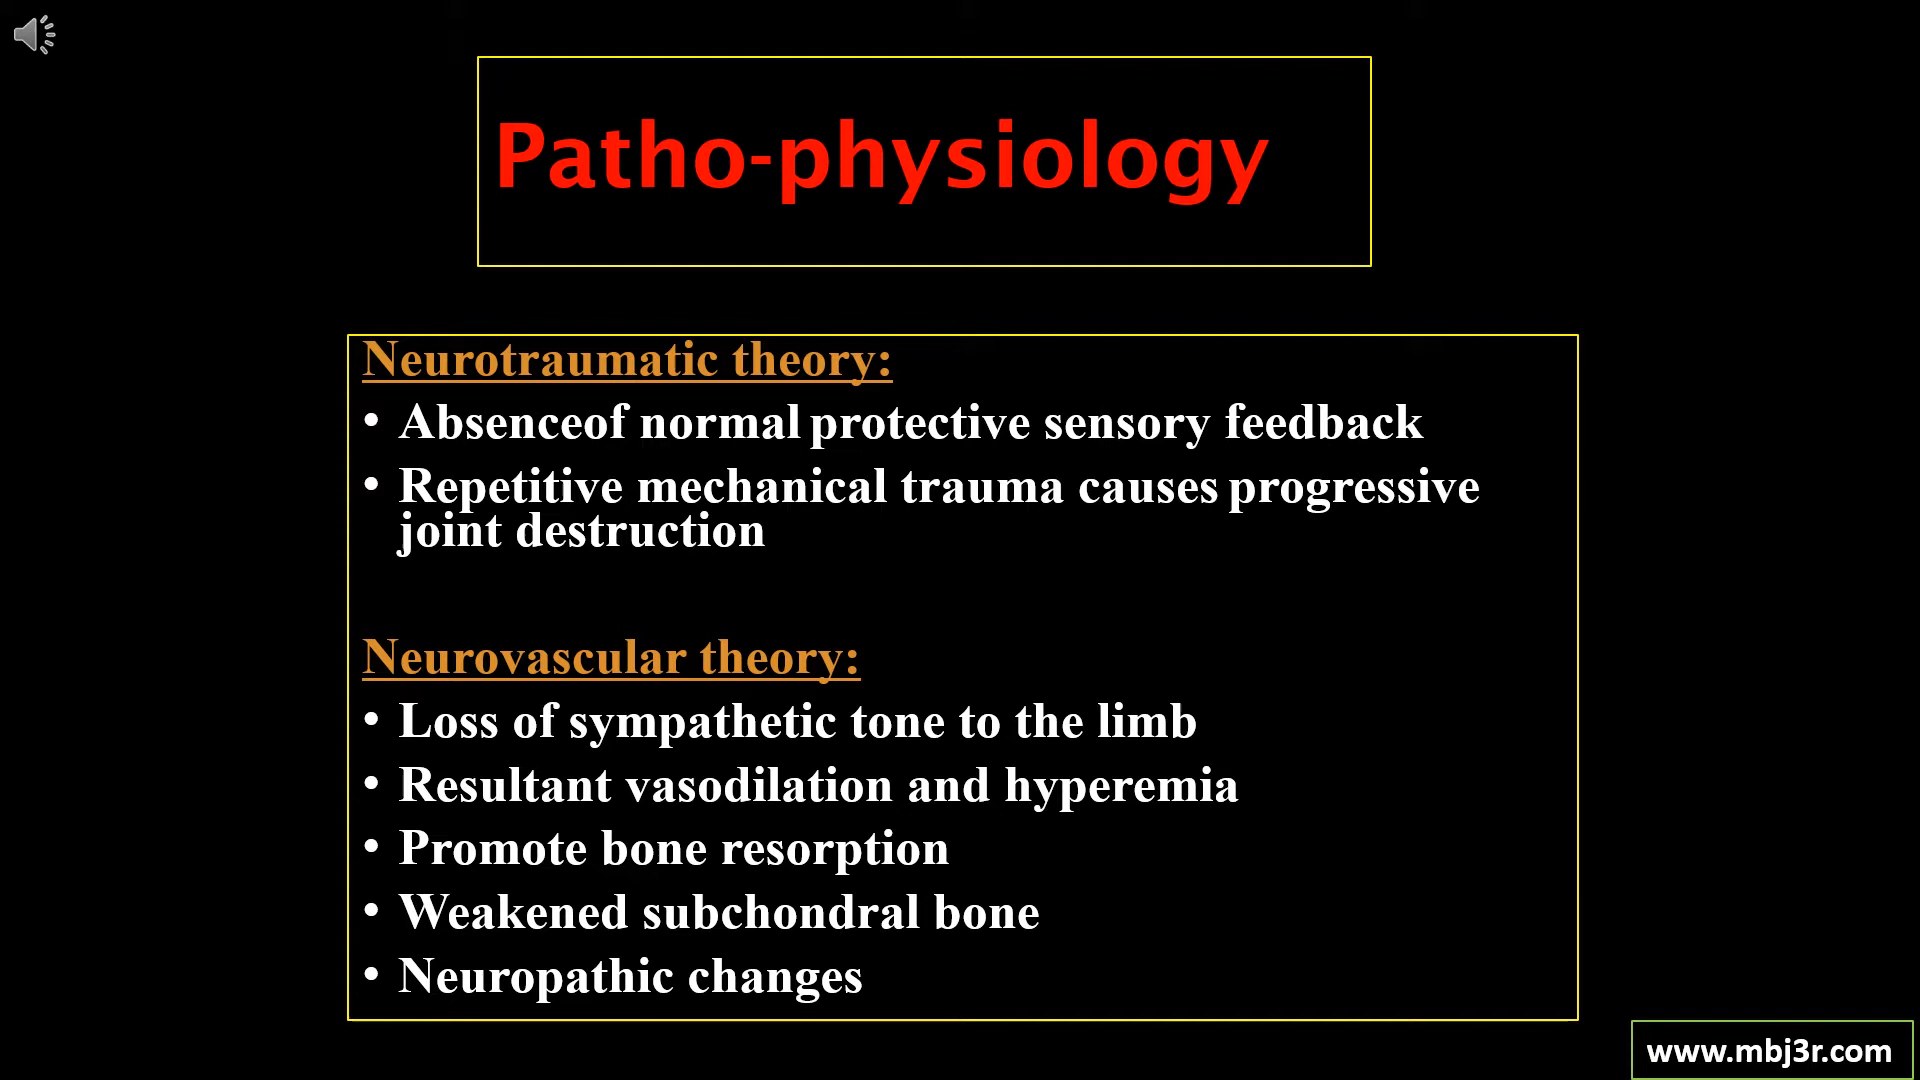 Patho-physiology
Neurotraumatic theory:
• Absenceof normal protective sensory feedback
• Repetitive mechanical trauma causes progressive
joint destruction
Neurovascular theory:
• Loss of sympathetic tone to the limb
• Resultant vasodilation and hyperemia
• Promote bone resorption
• Weakened subchondral bone
• Neuropathic changes
www.mbj3r.com